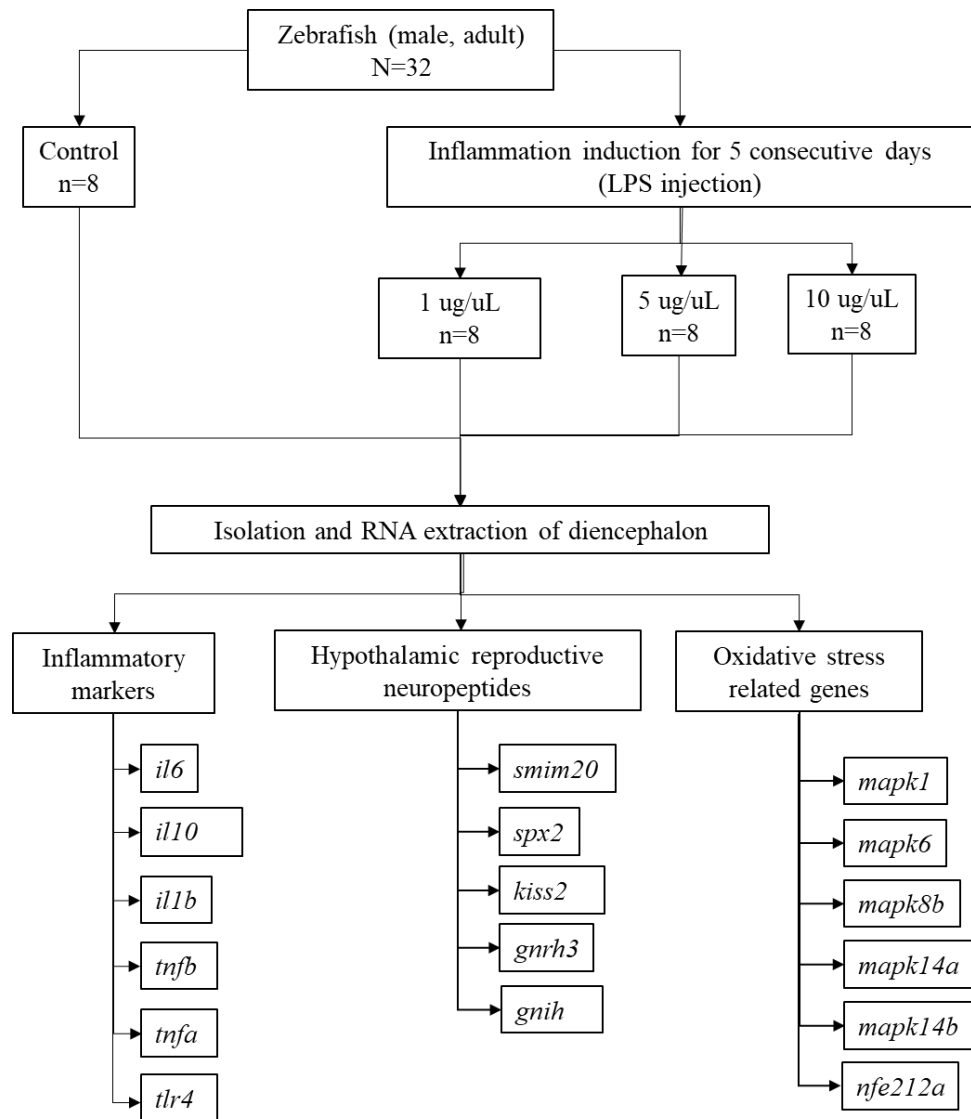 Zebrafish (male, adult)
N=32
Control
n=8
Inflammation induction for 5 consecutive days
(LPS injection)
1 ug/uL
n=8
5 ug/uL
n=8
10 ug/uL
n=8
Isolation and RNA extraction of diencephalon
Inflammatory
markers
il6
il10
il1b
tnfb
tnfa
tlr4
Hypothalamic reproductive
neuropeptides
smim20
spx2
kiss2
gnrh3
gnih
Oxidative stress
related genes
mapk1
mapk6
mapk8b
mapk14a
mapk14b
nfe212a